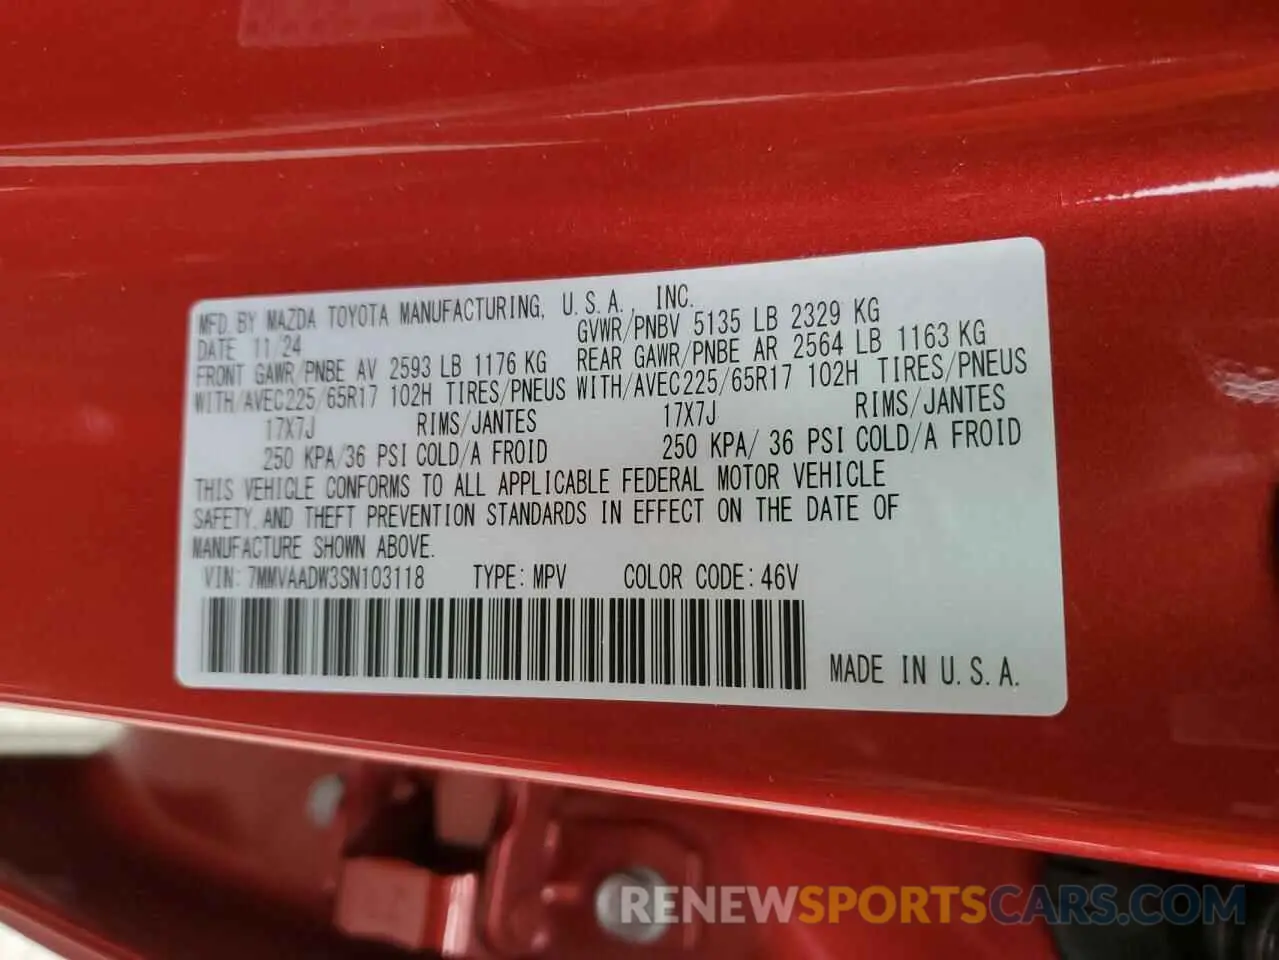 MFD. BY MAZDA TOYOTA MANUFACTURING, U.S.A., INC.
DATE 11/24 GVWR/PNBV 5135 LB 2329 KG
FRONT GAWR/PNBE AV 2593 LB 1176 KG REAR GAWR/PNBE AR 2564 LB 1163 KG
WITH/AVEC225/65R17 102H TIRES/PNEUS WITH/AVEC225/65R17 102H TIRES/PNEUS
17X7J RIMS/JANTES 17X7J RIMS/JANTES
250 KPA/36 PSI COLD/A FROID 250 KPA/ 36 PSI COLD/A FROID
THIS VEHICLE CONFORMS TO ALL APPLICABLE FEDERAL MOTOR VEHICLE
SAFETY, AND THEFT PREVENTION STANDARDS IN EFFECT ON THE DATE OF
MANUFACTURE SHOWN ABOVE.
VIN: 7MMVAADW3SN103118 TYPE: MPV COLOR CODE: 46V
MADE IN U.S.A.
RENEWSPORTSCARS.COM